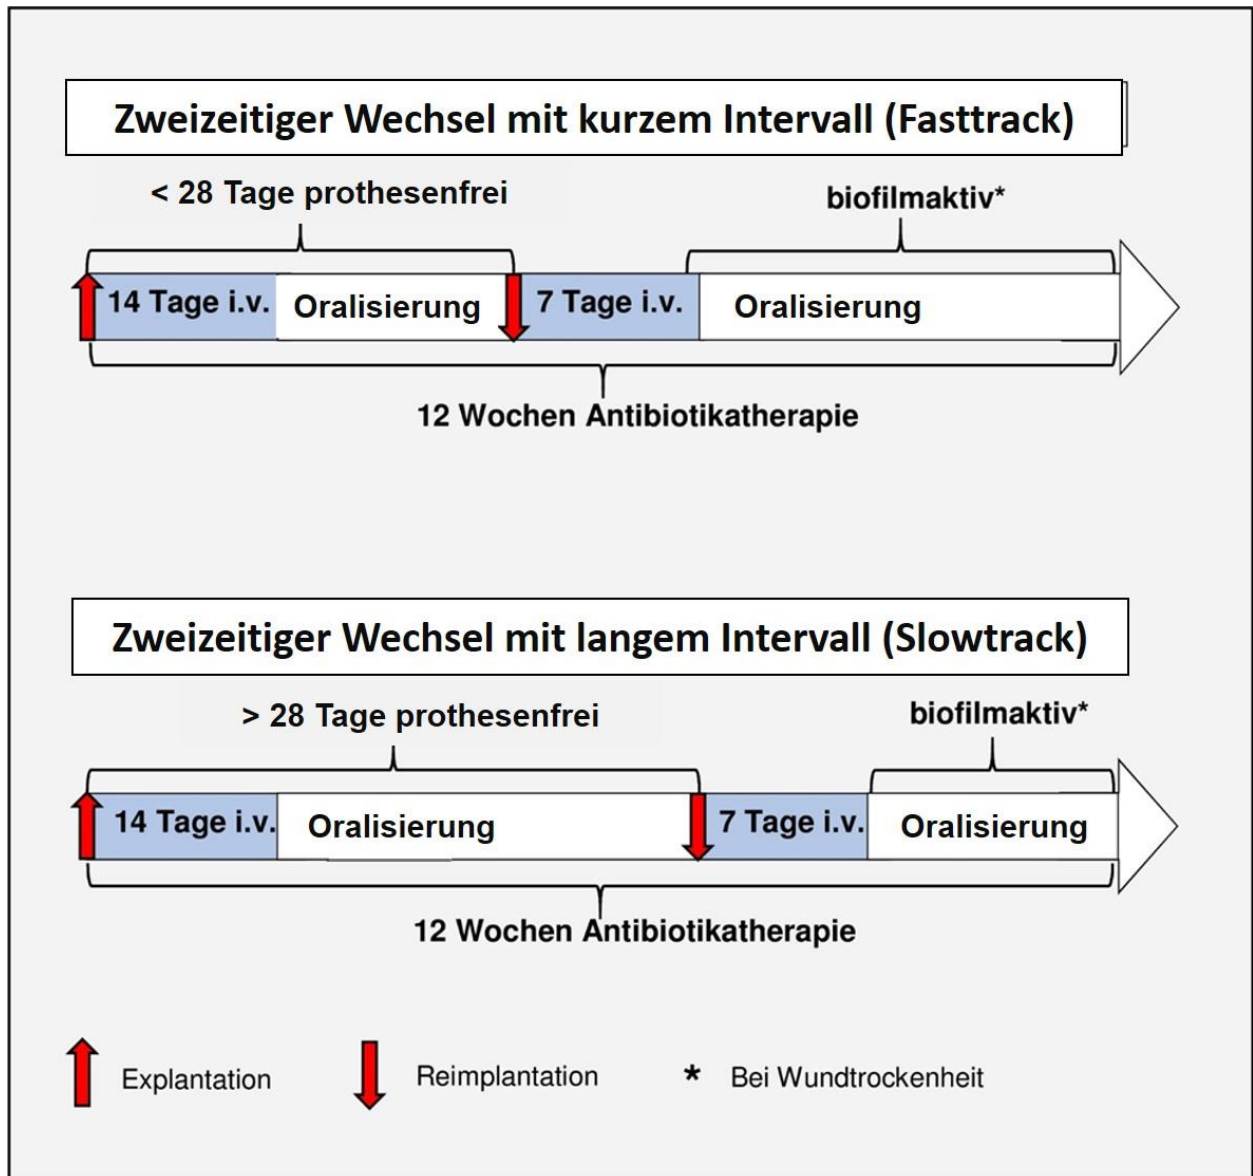 Zweizeitiger Wechsel mit kurzem Intervall (Fasttrack)
< 28 Tage prothesenfrei
biofilmaktiv*
14 Tage i.v. Oralisierung 7 Tage i.v. Oralisierung
12 Wochen Antibiotikatherapie
Zweizeitiger Wechsel mit langem Intervall (Slowtrack)
> 28 Tage prothesenfrei
biofilmaktiv*
14 Tage i.v. Oralisierung 7 Tage i.v. Oralisierung
12 Wochen Antibiotikatherapie
Explantation Reimplantation * Bei Wundtrockenheit